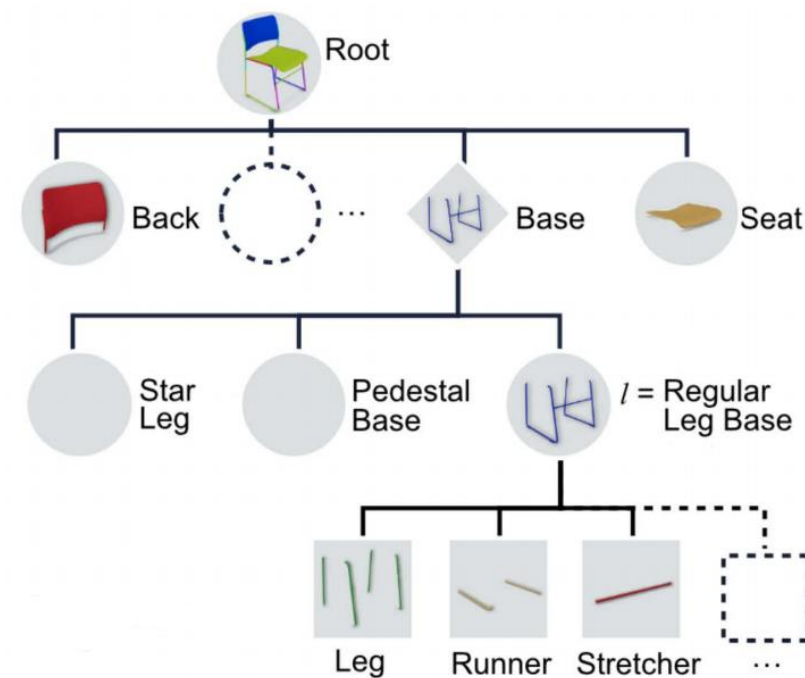 Root
Back
...
Base
Seat
Star
Leg
Pedestal
Base
l = Regular
Leg Base
Leg
Runner
Stretcher
...